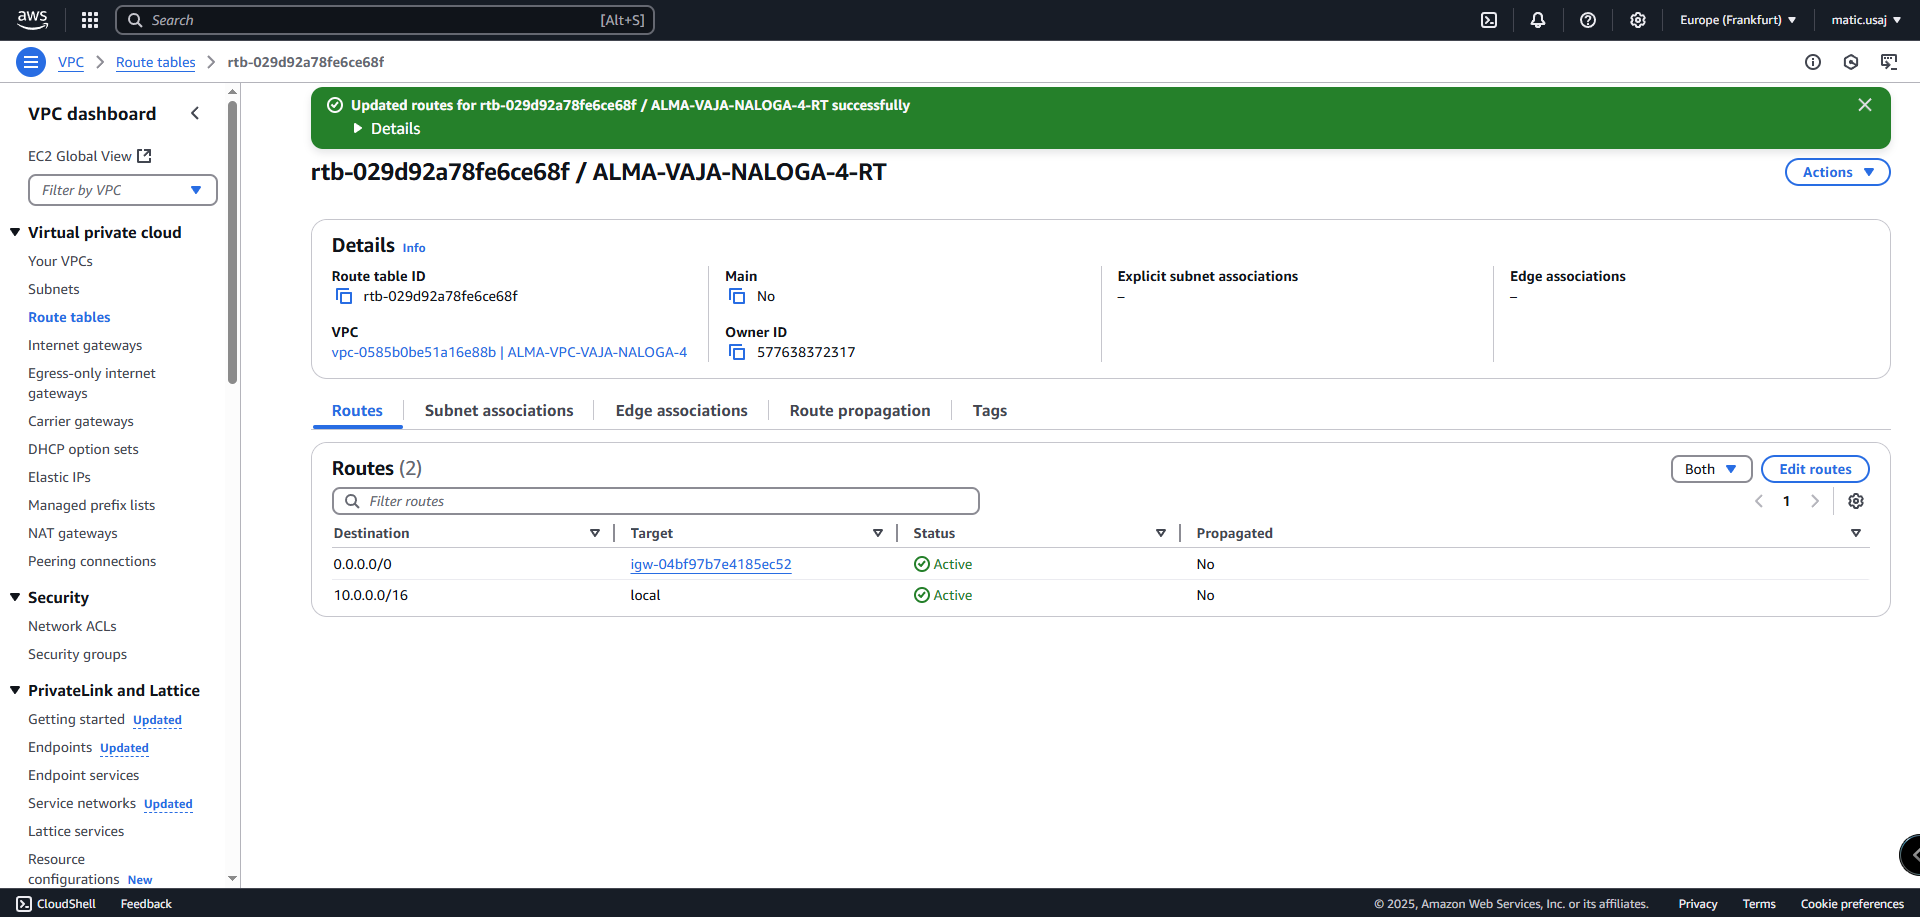 aws
Search [Alt+S]
Europe (Frankfurt)
matic.usaj
VPC
Route tables
rtb-029d92a78fe6ce68f
VPC dashboard
EC2 Global View
Filter by VPC
Virtual private cloud
Your VPCs
Subnets
Route tables
Internet gateways
Egress-only internet
gateways
Carrier gateways
DHCP option sets
Elastic IPs
Managed prefix lists
NAT gateways
Peering connections
Security
Network ACLs
Security groups
PrivateLink and Lattice
Getting started Updated
Endpoints Updated
Endpoint services
Service networks Updated
Lattice services
Resource
configurations New
Updated routes for rtb-029d92a78fe6ce68f / ALMA-VAJA-NALOGA-4-RT successfully
Details
rtb-029d92a78fe6ce68f / ALMA-VAJA-NALOGA-4-RT
Actions
Details Info
Route table ID
rtb-029d92a78fe6ce68f
Main
No
Explicit subnet associations
–
Edge associations
–
VPC
vpc-0585b0be51a16e88b | ALMA-VPC-VAJA-NALOGA-4
Owner ID
577638372317
Routes
Subnet associations
Edge associations
Route propagation
Tags
Routes (2)
Both
Edit routes
Filter routes
1
Destination Target Status Propagated
0.0.0.0/0 igw-04bf97b7e4185ec52 Active No
10.0.0.0/16 local Active No
CloudShell Feedback
© 2025, Amazon Web Services, Inc. or its affiliates. Privacy Terms Cookie preferences